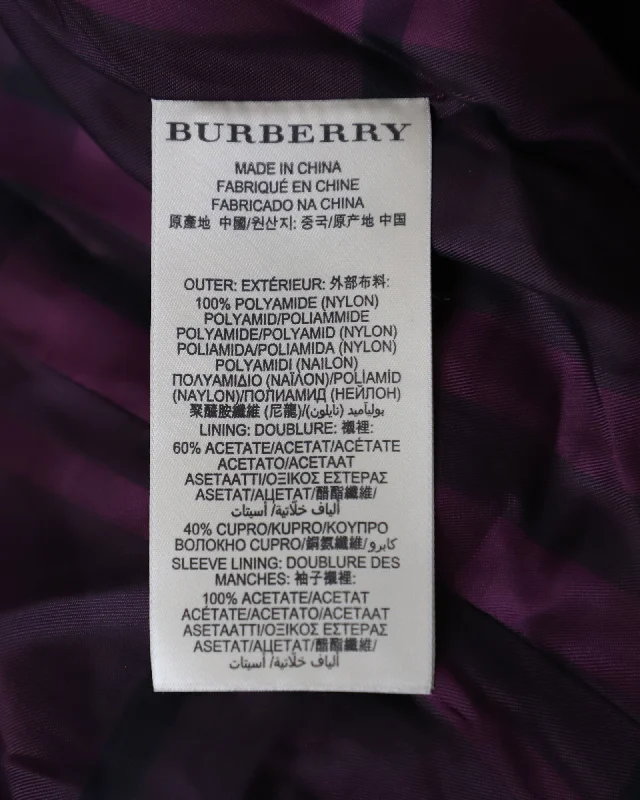 BURBERRY
MADE IN CHINA
FABRIQUÉ EN CHINE
FABRICADO NA CHINA
原產地 中國/원산지: 중국/原产地 中国
OUTER: EXTÉRIEUR: 外部布料:
100% POLYAMIDE (NYLON)
POLYAMID/POLIAMMIDE
POLYAMIDE/POLYAMID (NYLON)
POLIAMIDA/POLIAMIDA (NYLON)
POLYAMIDI (NAILON)
ΠΟΛΥΑΜΙΔΙΟ (ΝΑΪΛΟΝ)/POLİAMİD
(NAYLON)/ПОЛИАМИД (НЕЙЛОН)
聚醯胺纖維 (尼龍)/بولياميد (نايلون)
LINING: DOUBLURE: 襯裡:
60% ACETATE/ACETAT/ACÉTATE
ACETATO/ACETAAT
ASETAATTI/ΟΞΙΚΟΣ ΕΣΤΕΡΑΣ
ASETAT/АЦЕТАТ/醋酯纖維/
ألياف خلّاتية/ أسيتات
40% CUPRO/KUPRO/ΚΟΥΠΡΟ
ВОЛОКНО CUPRO/銅氨纖維/كابرو
SLEEVE LINING: DOUBLURE DES
MANCHES: 袖子襯裡:
100% ACETATE/ACETAT
ACÉTATE/ACETATO/ACETAAT
ASETAATTI/ΟΞΙΚΟΣ ΕΣΤΕΡΑΣ
ASETAT/АЦЕТАТ/醋酯纖維/
ألياف خلّاتية/ أسيتات